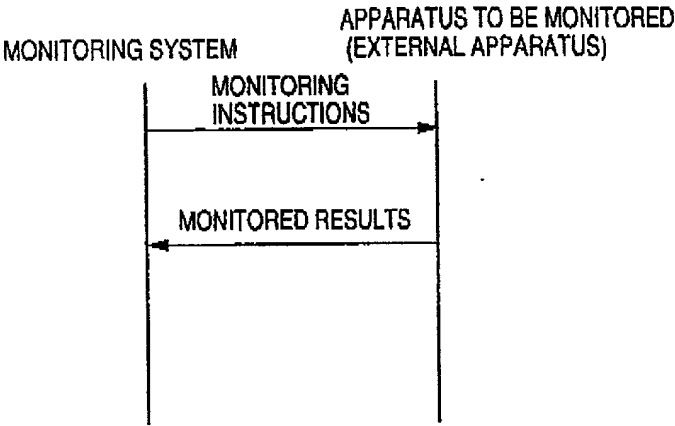 APPARATUS TO BE MONITORED
(EXTERNAL APPARATUS)
MONITORING SYSTEM
MONITORING
INSTRUCTIONS
MONITORED RESULTS